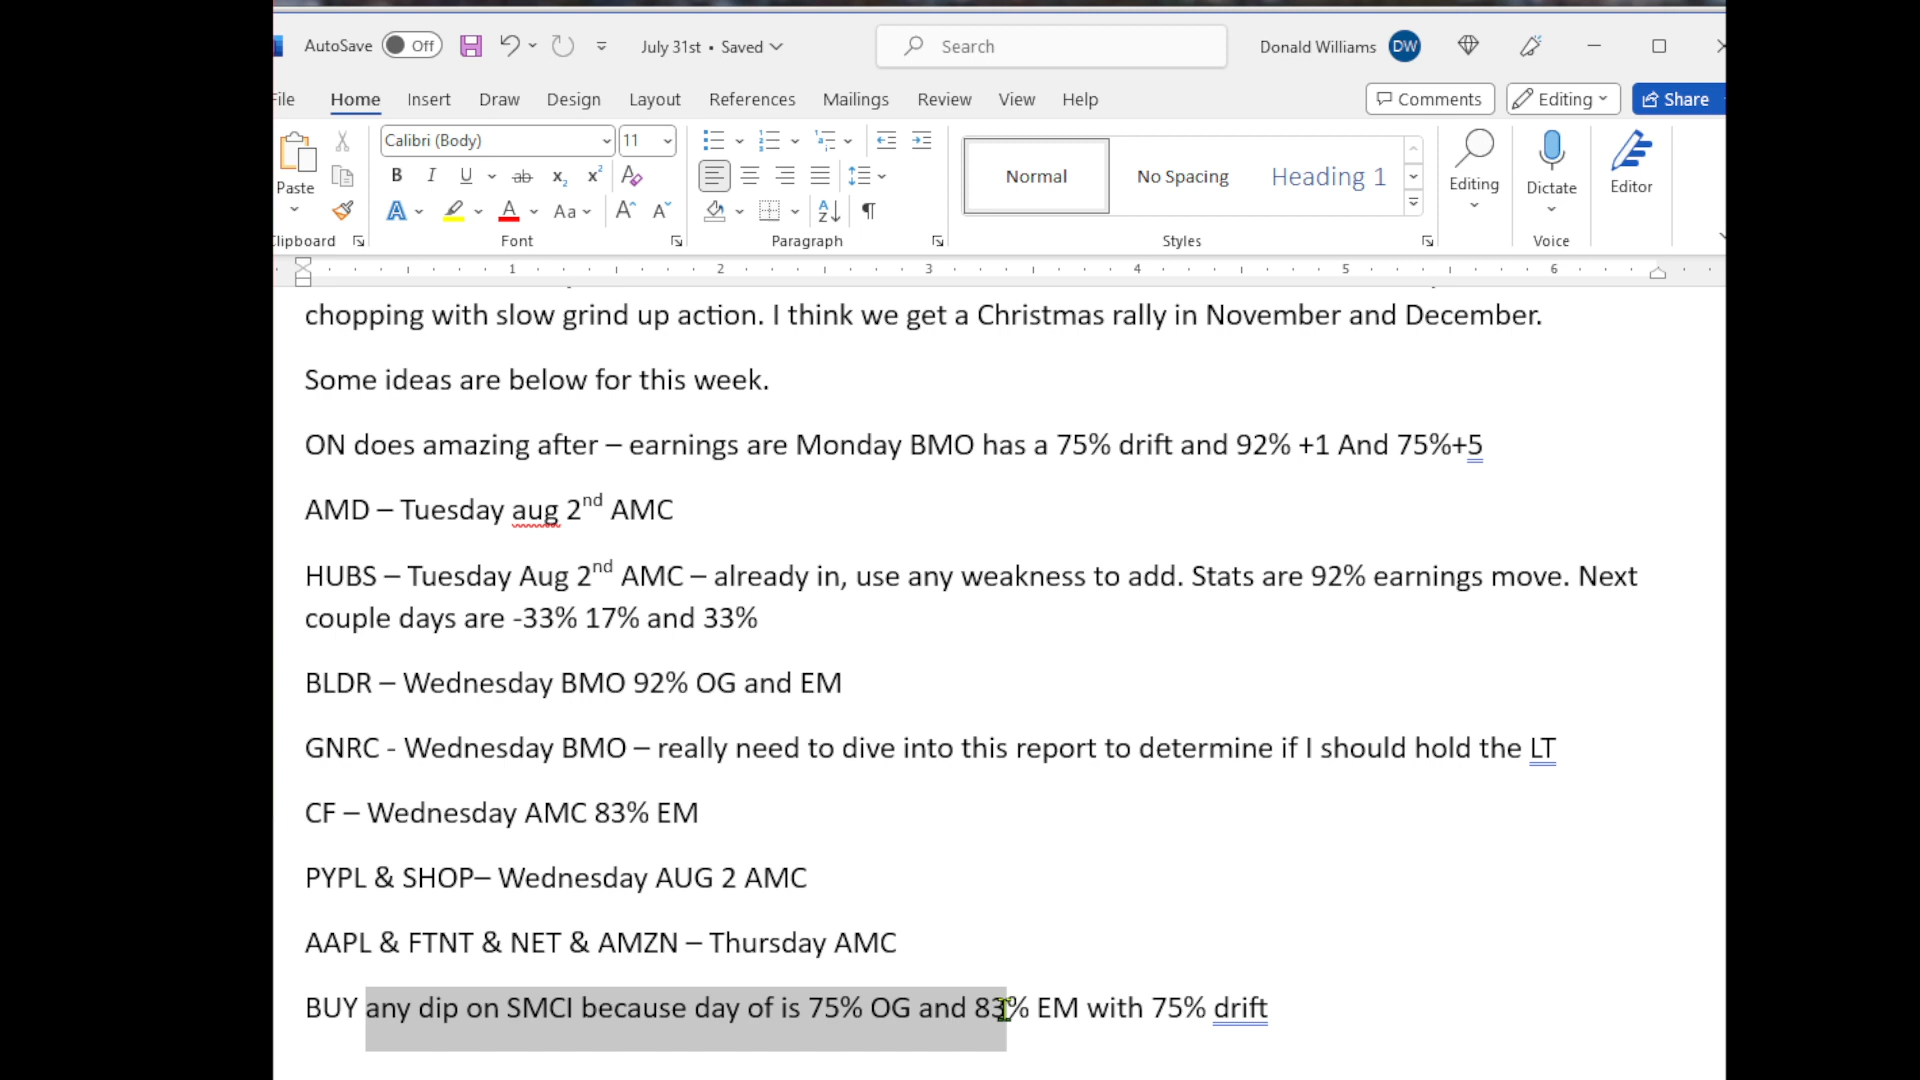 AutoSave Off July 31st • Saved Search Donald Williams DW
File Home Insert Draw Design Layout References Mailings Review View Help Comments Editing Share
Calibri (Body) 11
Paste Normal No Spacing Heading 1 Editing Dictate Editor
Clipboard Font Paragraph Styles Voice
1 2 3 4 5 6
chopping with slow grind up action. I think we get a Christmas rally in November and December.
Some ideas are below for this week.
ON does amazing after – earnings are Monday BMO has a 75% drift and 92% +1 And 75%+5
AMD – Tuesday aug 2nd AMC
HUBS – Tuesday Aug 2nd AMC – already in, use any weakness to add. Stats are 92% earnings move. Next
couple days are -33% 17% and 33%
BLDR – Wednesday BMO 92% OG and EM
GNRC - Wednesday BMO – really need to dive into this report to determine if I should hold the LT
CF – Wednesday AMC 83% EM
PYPL & SHOP– Wednesday AUG 2 AMC
AAPL & FTNT & NET & AMZN – Thursday AMC
BUY any dip on SMCI because day of is 75% OG and 83% EM with 75% drift